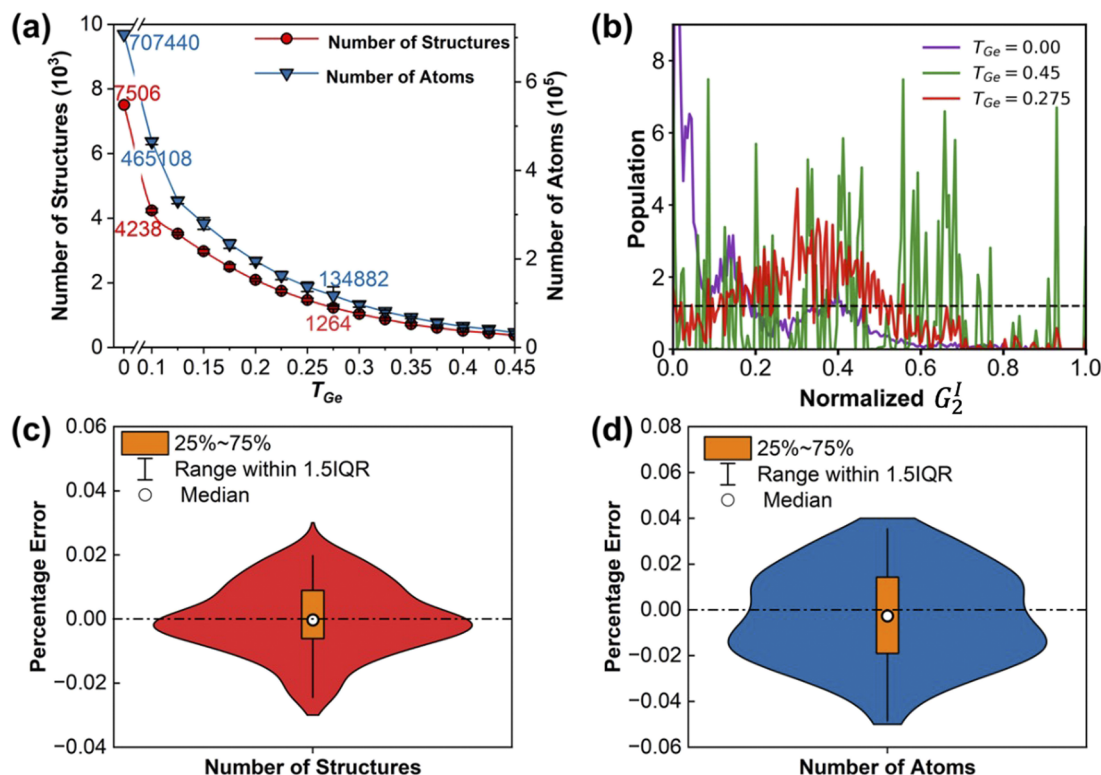 (a)
Number of Structures (10³)
10
8
6
4
2
0
707440
7506
465108
4238
134882
1264
Number of Structures
Number of Atoms
6
4
2
0
Number of Atoms (10⁵)
0 0.1 0.15 0.2 0.25 0.3 0.35 0.4 0.45
T_Ge
(b)
Population
8
6
4
2
0
T_Ge = 0.00
T_Ge = 0.45
T_Ge = 0.275
0.0 0.2 0.4 0.6 0.8 1.0
Normalized G₂ᴵ
(c)
Percentage Error
0.06
0.04
0.02
0.00
−0.02
−0.04
25%~75%
Range within 1.5IQR
Median
Number of Structures
(d)
Percentage Error
0.08
0.06
0.04
0.02
0.00
−0.02
−0.04
−0.06
25%~75%
Range within 1.5IQR
Median
Number of Atoms